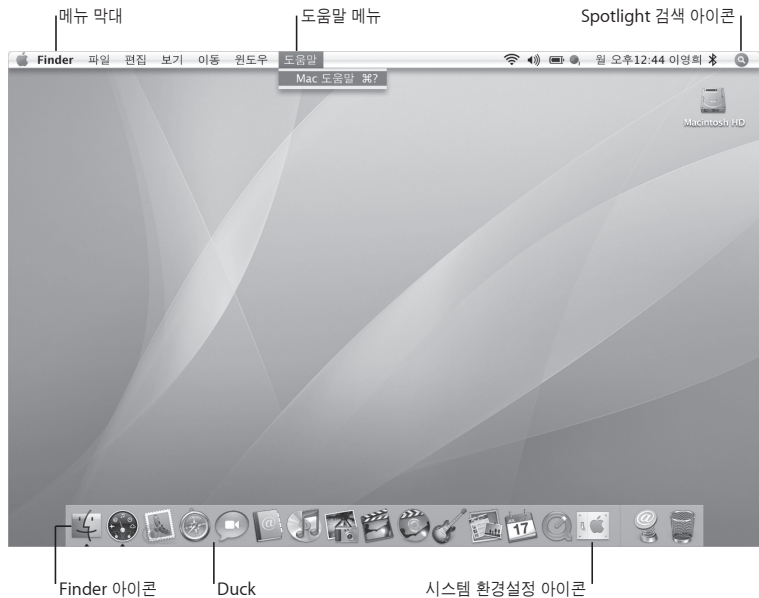 메뉴 막대
도움말 메뉴
Spotlight 검색 아이콘
Finder 파일 편집 보기 이동 윈도우 도움말 월 오후12:44 이영희
Mac 도움말 ⌘?
Macintosh HD
17
Finder 아이콘
Duck
시스템 환경설정 아이콘